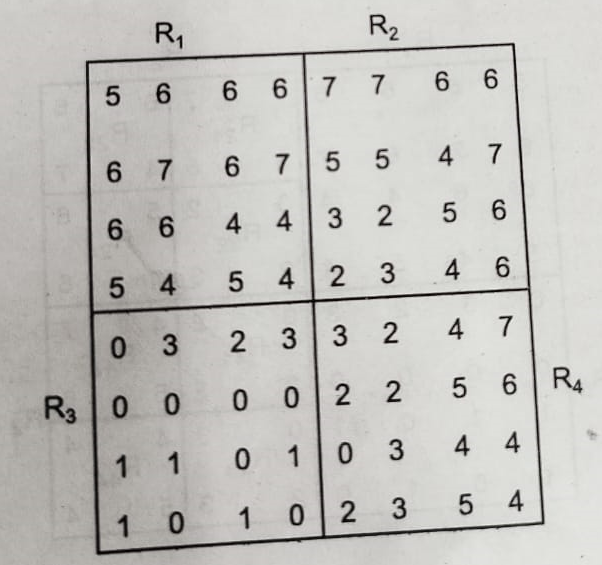 R₁ R₂
5 6 6 6 7 7 6 6
6 7 6 7 5 5 4 7
6 6 4 4 3 2 5 6
5 4 5 4 2 3 4 6
0 3 2 3 3 2 4 7
R₃ 0 0 0 0 2 2 5 6 R₄
1 1 0 1 0 3 4 4
1 0 1 0 2 3 5 4